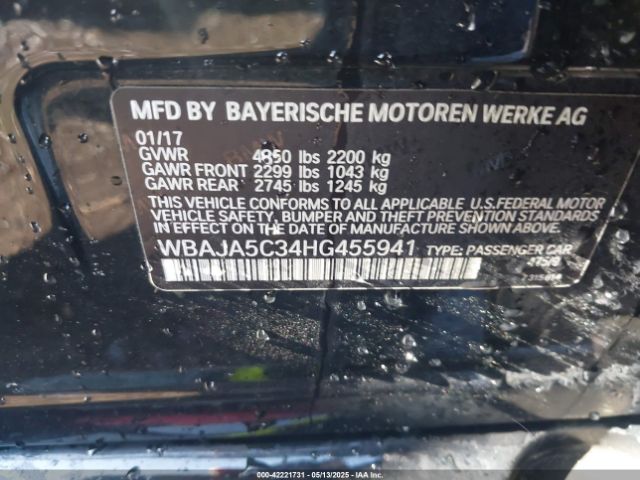 MFD BY BAYERISCHE MOTOREN WERKE AG
01/17
GVWR 4850 lbs 2200 kg
GAWR FRONT 2299 lbs 1043 kg
GAWR REAR 2745 lbs 1245 kg
THIS VEHICLE CONFORMS TO ALL APPLICABLE U.S.FEDERAL MOTOR
VEHICLE SAFETY, BUMPER AND THEFT PREVENTION STANDARDS
IN EFFECT ON THE DATE OF MANUFACTURE SHOWN ABOVE.
WBAJA5C34HG455941 TYPE: PASSENGER CAR
000-42221731 - 05/13/2025 - IAAI.COM